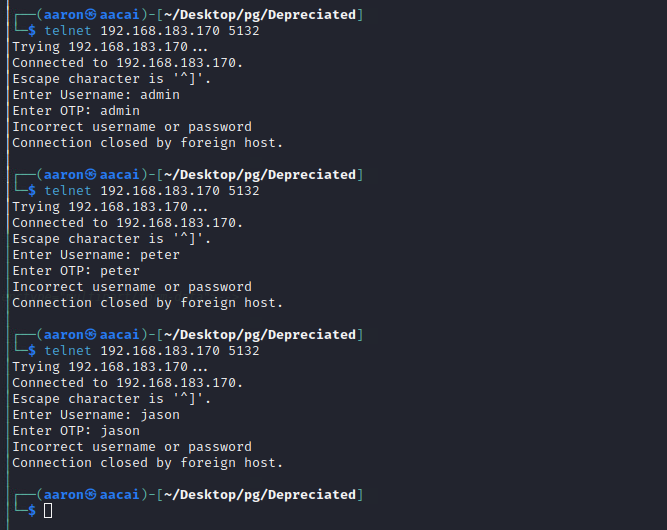 ┌──(aaron㉿aacai)-[~/Desktop/pg/Depreciated]
└─$ telnet 192.168.183.170 5132
Trying 192.168.183.170...
Connected to 192.168.183.170.
Escape character is '^]'.
Enter Username: admin
Enter OTP: admin
Incorrect username or password
Connection closed by foreign host.
┌──(aaron㉿aacai)-[~/Desktop/pg/Depreciated]
└─$ telnet 192.168.183.170 5132
Trying 192.168.183.170...
Connected to 192.168.183.170.
Escape character is '^]'.
Enter Username: peter
Enter OTP: peter
Incorrect username or password
Connection closed by foreign host.
┌──(aaron㉿aacai)-[~/Desktop/pg/Depreciated]
└─$ telnet 192.168.183.170 5132
Trying 192.168.183.170...
Connected to 192.168.183.170.
Escape character is '^]'.
Enter Username: jason
Enter OTP: jason
Incorrect username or password
Connection closed by foreign host.
┌──(aaron㉿aacai)-[~/Desktop/pg/Depreciated]
└─$